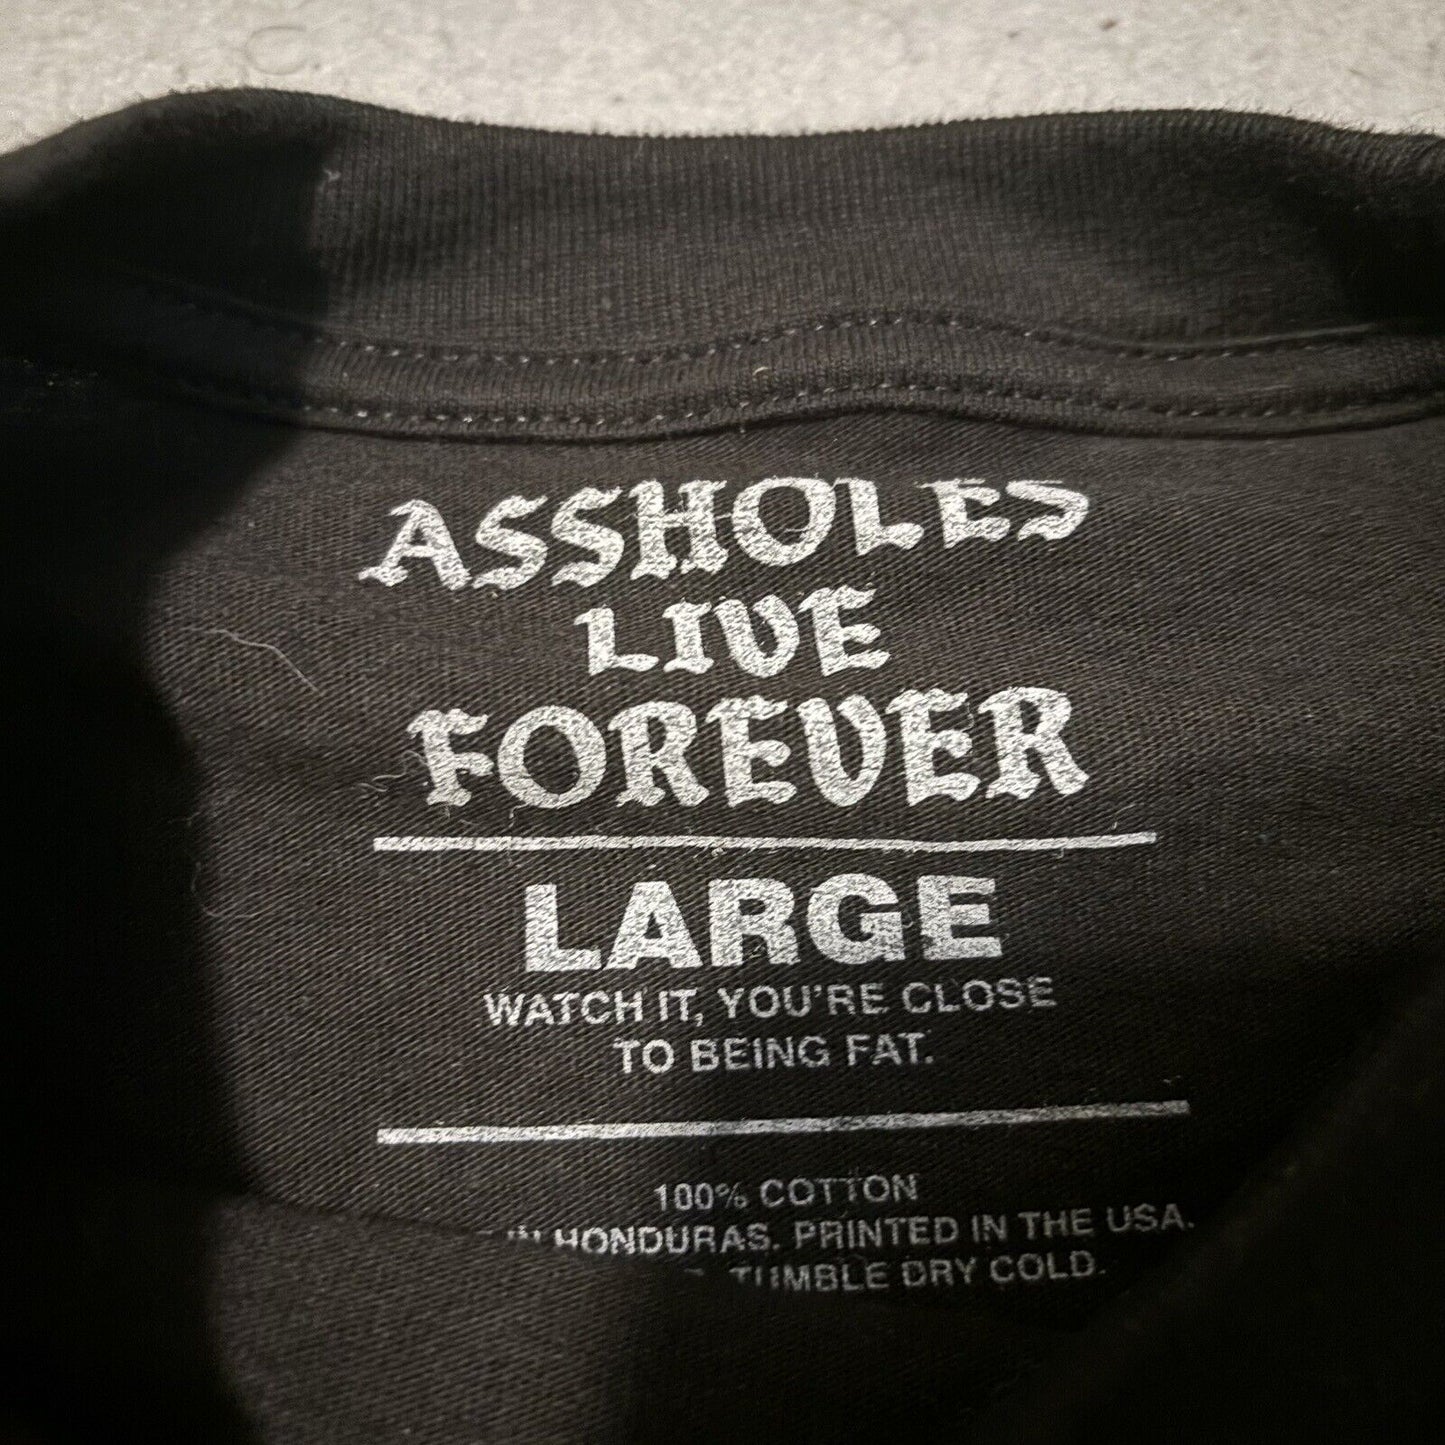 ASSHOLES
LIVE
FOREVER
LARGE
WATCH IT, YOU'RE CLOSE
TO BEING FAT.
100% COTTON
IN HONDURAS. PRINTED IN THE USA.
TUMBLE DRY COLD.